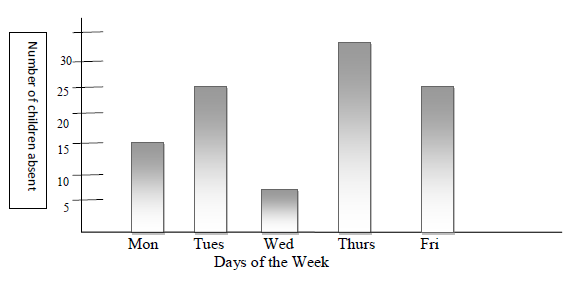 Number of children absent
30
25
20
15
10
5
Mon Tues Wed Thurs Fri
Days of the Week